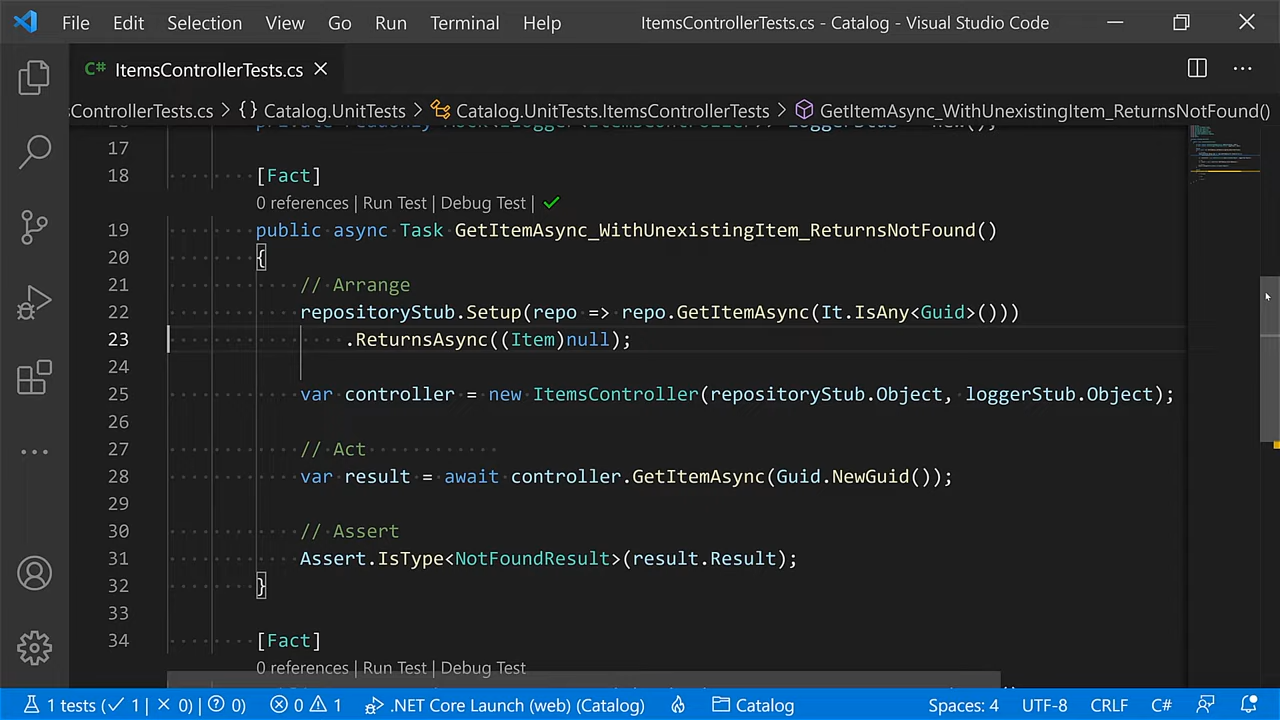 File Edit Selection View Go Run Terminal Help ItemsControllerTests.cs - Catalog - Visual Studio Code
C# ItemsControllerTests.cs
sControllerTests.cs > {} Catalog.UnitTests > Catalog.UnitTests.ItemsControllerTests > GetItemAsync_WithUnexistingItem_ReturnsNotFound()
17
18 [Fact]
0 references | Run Test | Debug Test |
19 public async Task GetItemAsync_WithUnexistingItem_ReturnsNotFound()
20 {
21 // Arrange
22 repositoryStub.Setup(repo => repo.GetItemAsync(It.IsAny<Guid>()))
23 .ReturnsAsync((Item)null);
24
25 var controller = new ItemsController(repositoryStub.Object, loggerStub.Object);
26
27 // Act
28 var result = await controller.GetItemAsync(Guid.NewGuid());
29
30 // Assert
31 Assert.IsType<NotFoundResult>(result.Result);
32 }
33
34 [Fact]
0 references | Run Test | Debug Test
1 tests (✓ 1 | ✕ 0) | ? 0) 0 1 .NET Core Launch (web) (Catalog) Catalog Spaces: 4 UTF-8 CRLF C#